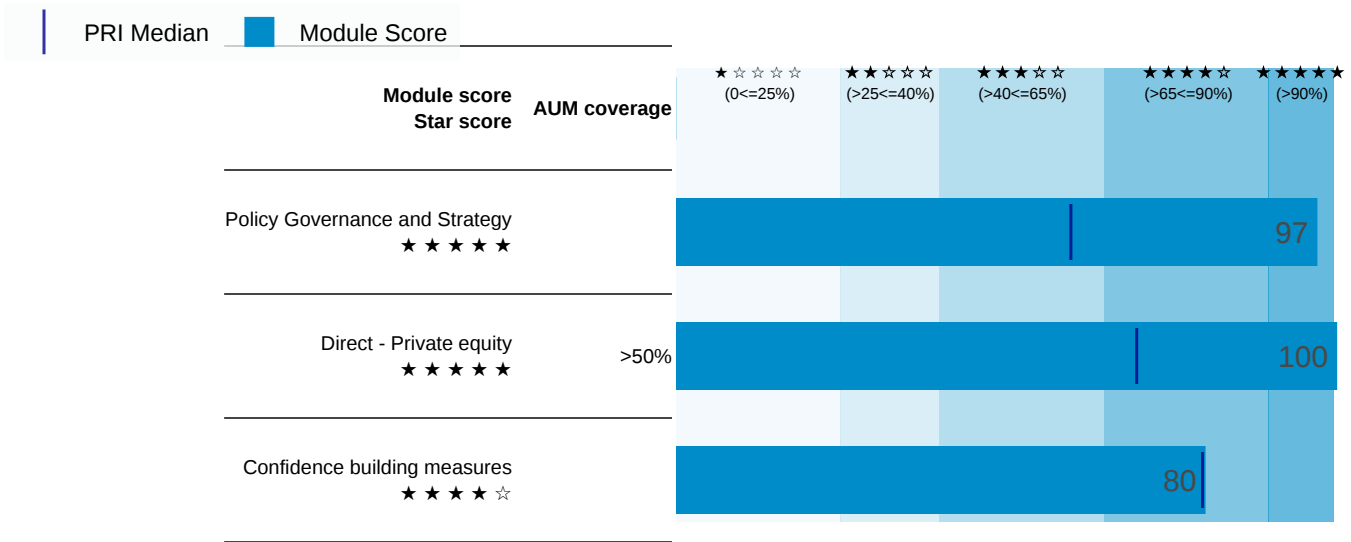 PRI Median
Module Score
Module score
Star score
AUM coverage
★☆☆☆☆
(0<=25%)
★★☆☆☆
(>25<=40%)
★★★☆☆
(>40<=65%)
★★★★☆
(>65<=90%)
★★★★★
(>90%)
Policy Governance and Strategy
★★★★★
97
Direct - Private equity
★★★★★
>50%
100
Confidence building measures
★★★★☆
80